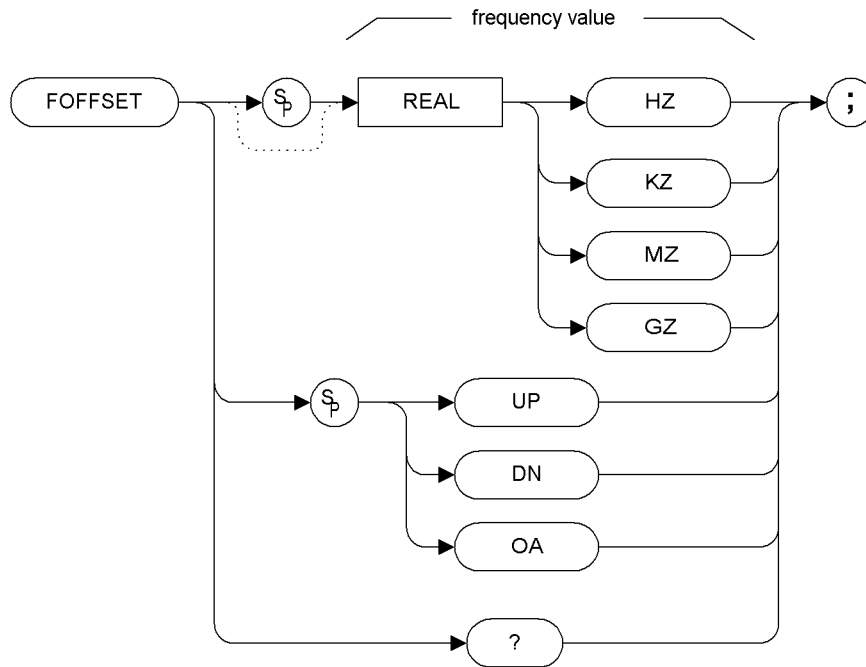 frequency value
FOFFSET SP REAL HZ ;
KZ
MZ
GZ
SP UP
DN
OA
?